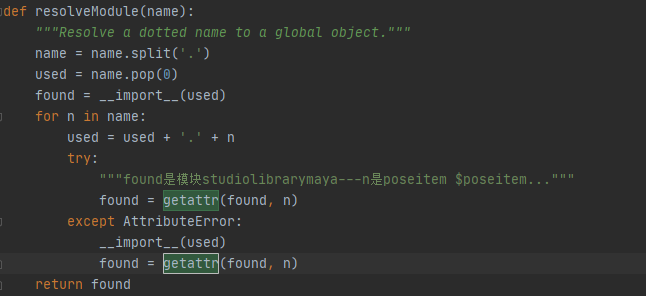 def resolveModule(name):
    """Resolve a dotted name to a global object."""
    name = name.split('.')
    used = name.pop(0)
    found = __import__(used)
    for n in name:
        used = used + '.' + n
        try:
            """found是模块studiolibrarymaya---n是poseitem $poseitem..."""
            found = getattr(found, n)
        except AttributeError:
            __import__(used)
            found = getattr(found, n)
    return found